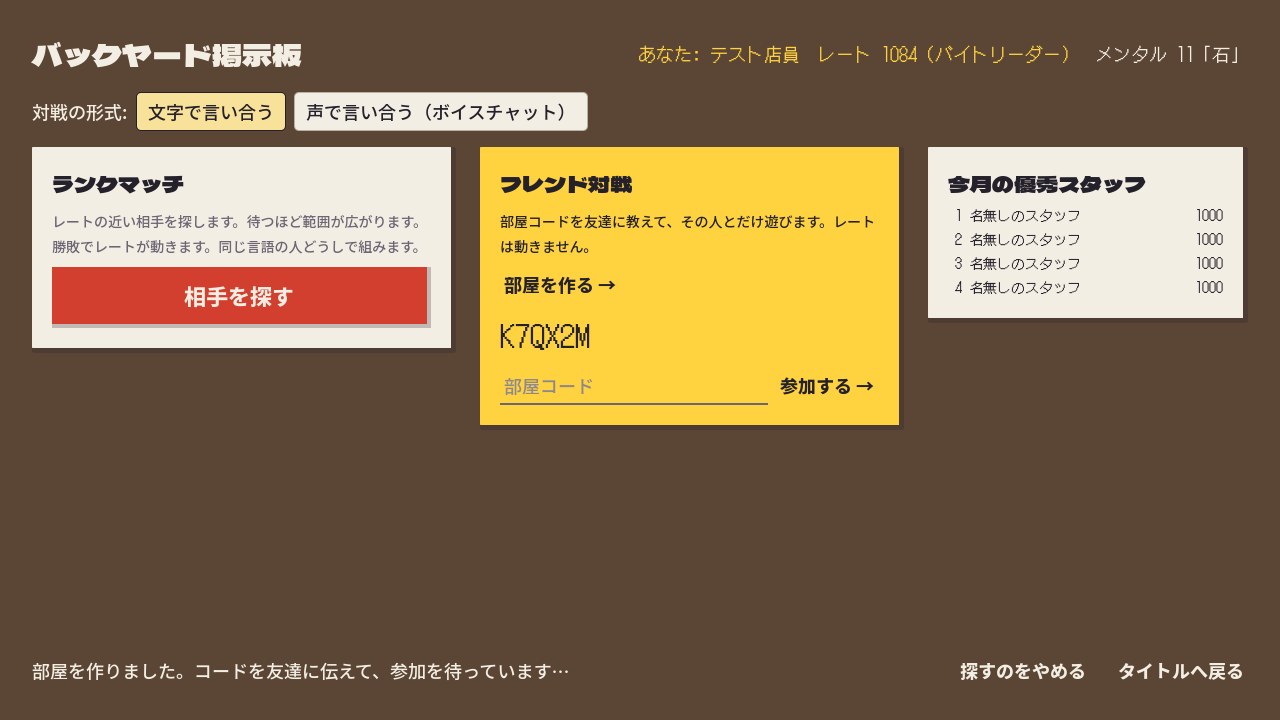 バックヤード掲示板
あなた: テスト店員　レート 1084（バイトリーダー）　メンタル 11「石」
対戦の形式: 文字で言い合う 声で言い合う（ボイスチャット）
ランクマッチ
レートの近い相手を探します。待つほど範囲が広がります。
勝敗でレートが動きます。同じ言語の人どうしで組みます。
相手を探す
フレンド対戦
部屋コードを友達に教えて、その人とだけ遊びます。レート
は動きません。
部屋を作る →
K7QX2M
部屋コード 参加する →
今月の優秀スタッフ
1 名無しのスタッフ 1000
2 名無しのスタッフ 1000
3 名無しのスタッフ 1000
4 名無しのスタッフ 1000
部屋を作りました。コードを友達に伝えて、参加を待っています…
探すのをやめる タイトルへ戻る